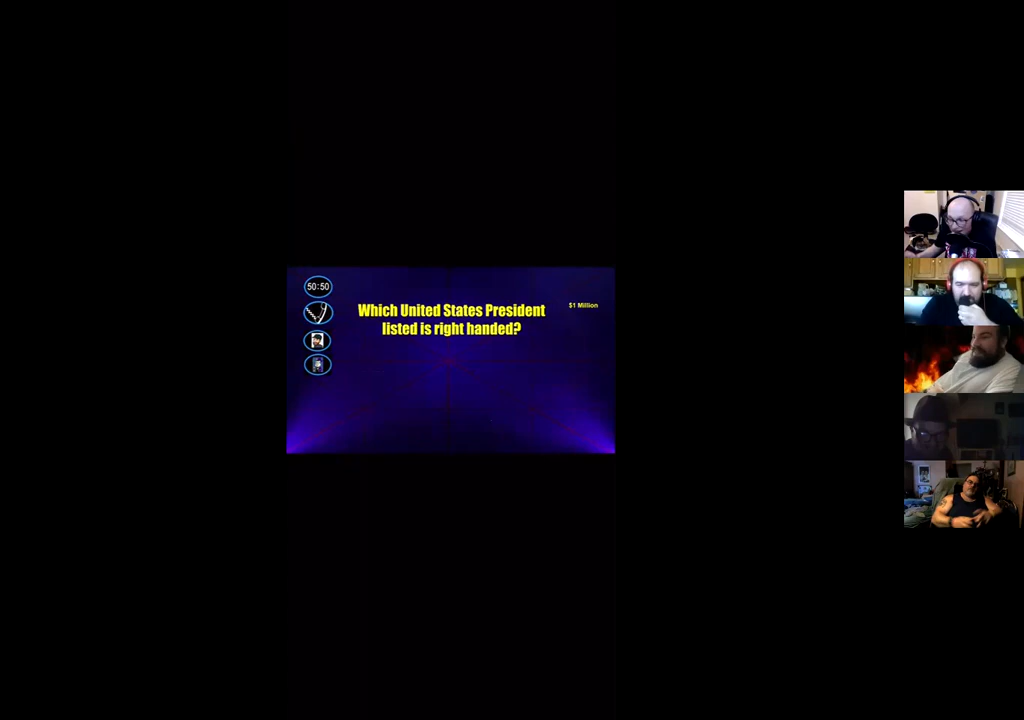 50:50
Which United States President
listed is right handed?
$1 Million